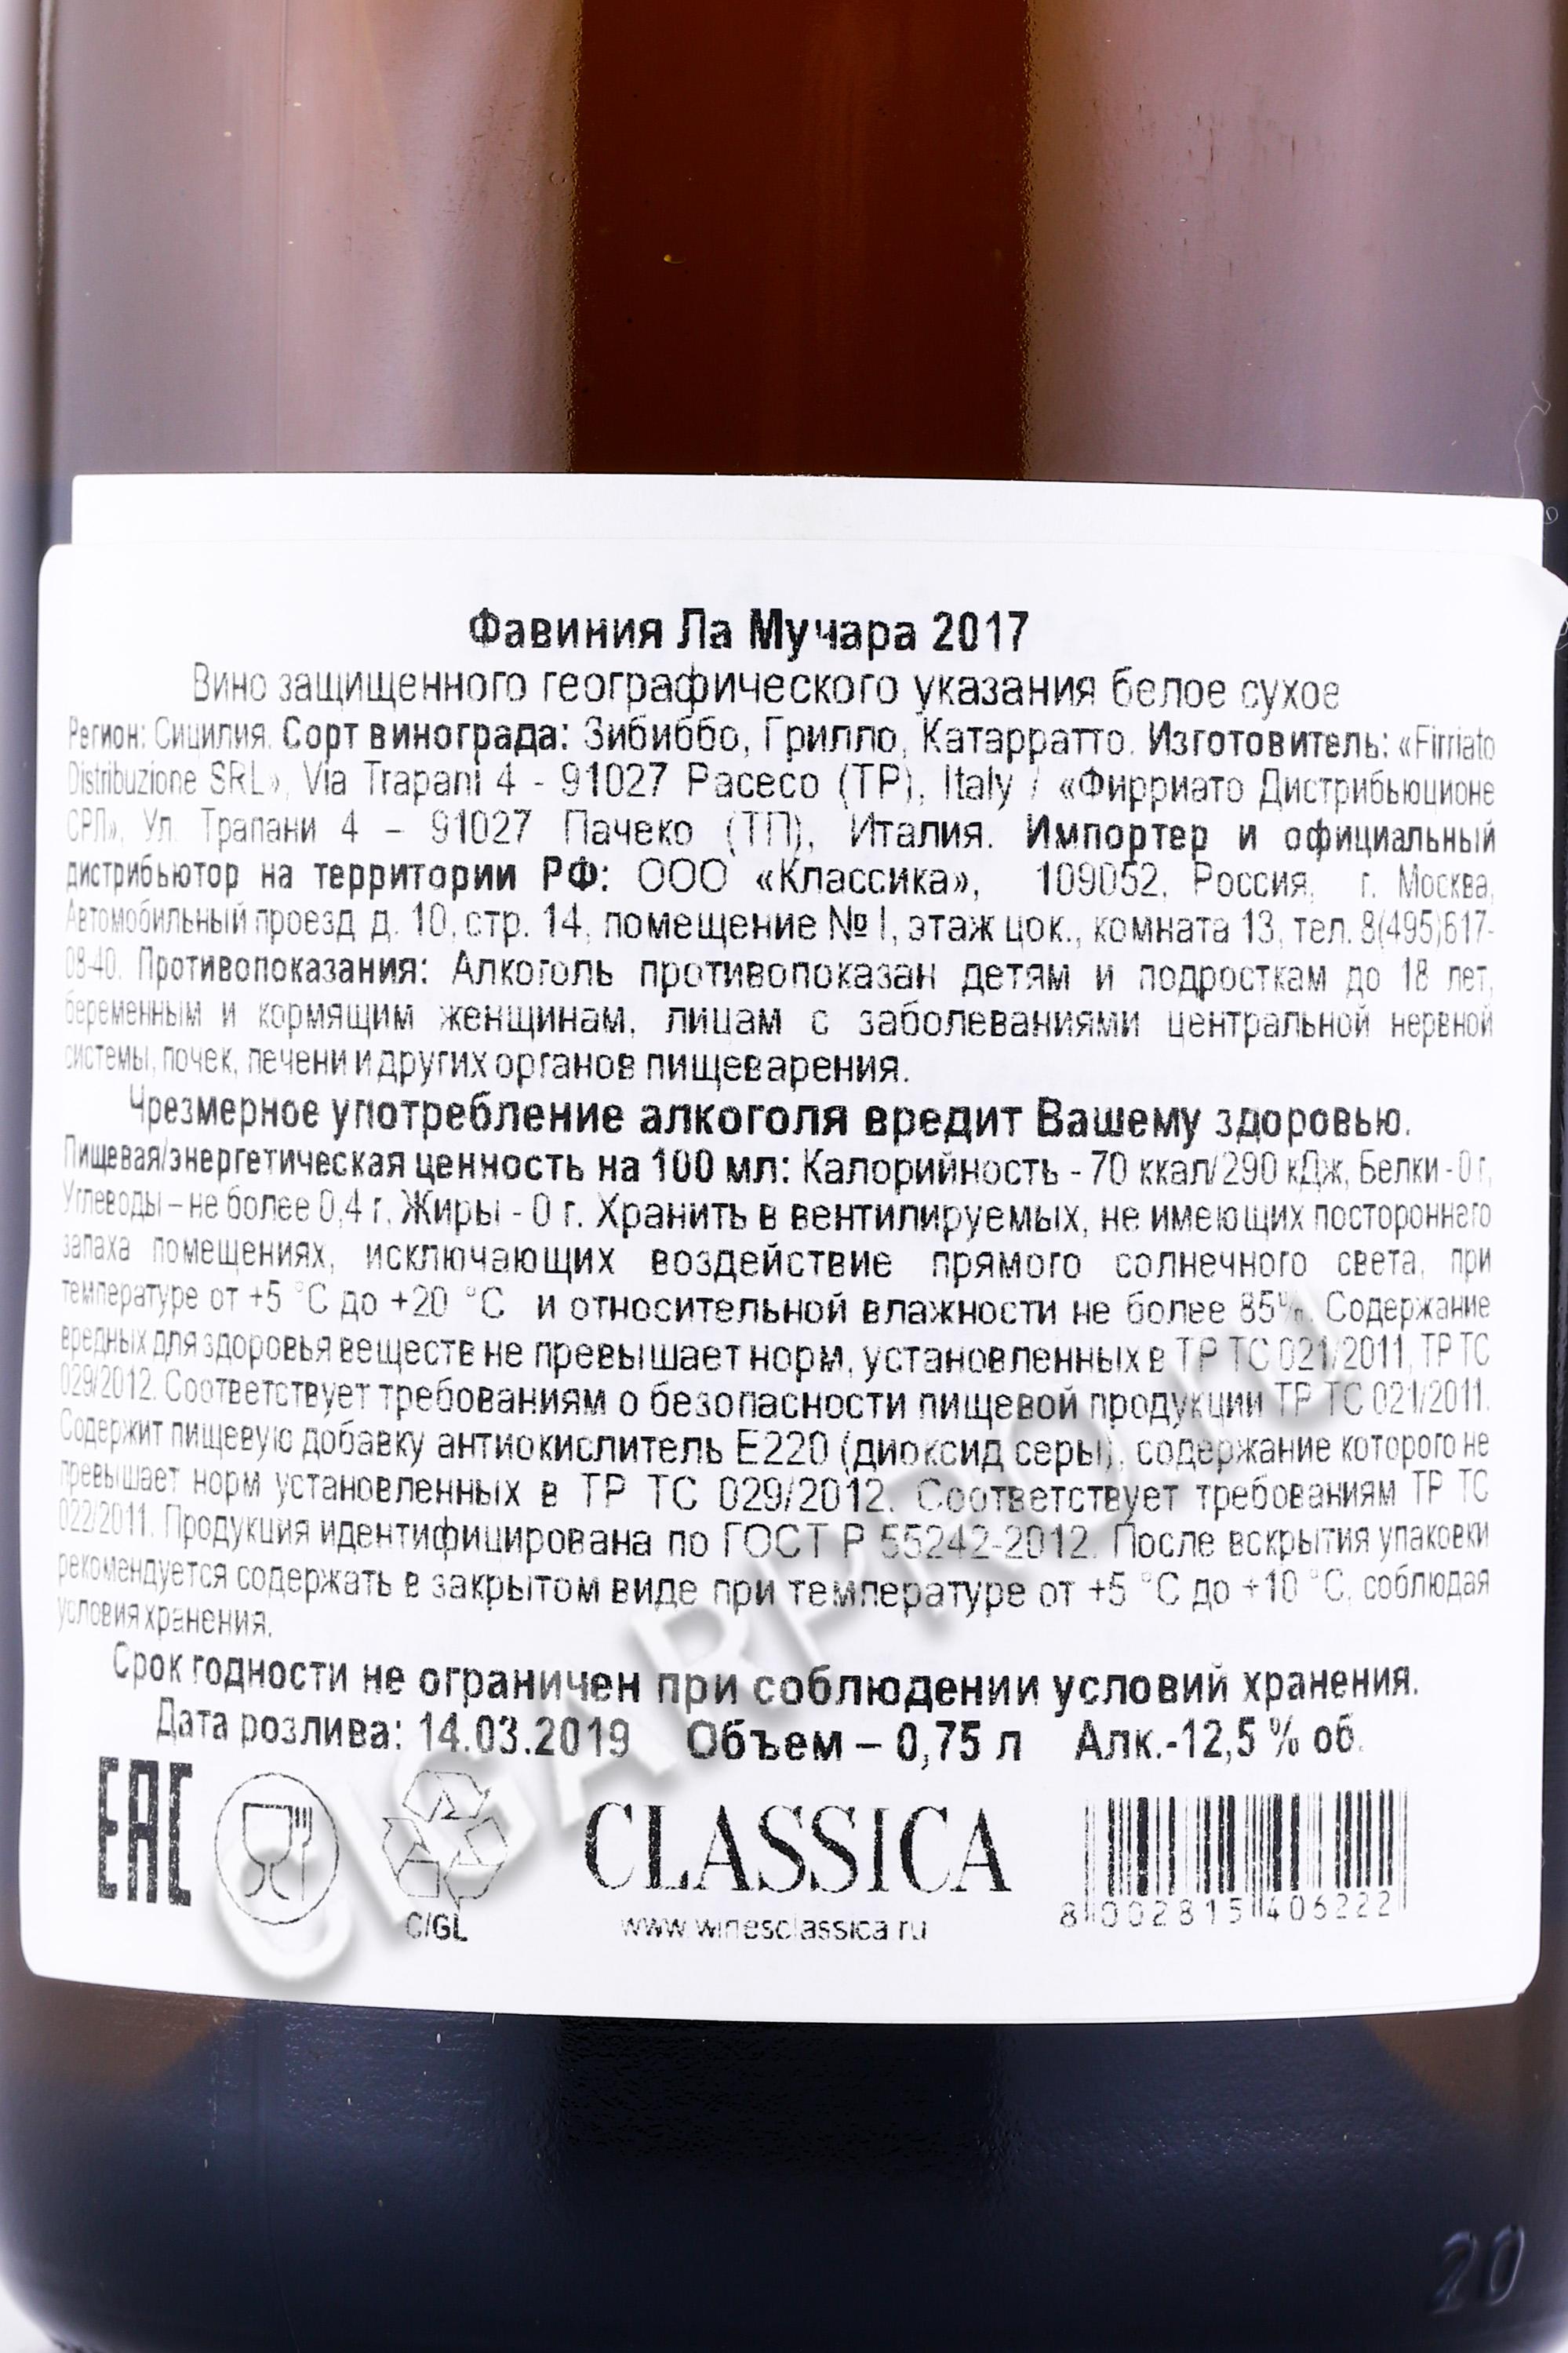 Фавиния Ла Мучара 2017
Вино защищенного географического указания белое сухое
Регион: Сицилия. Сорт винограда: Зибиббо, Грилло, Катарратто. Изготовитель: «Firriato
Distribuzione SRL», Via Trapani 4 - 91027 Paceco (TP), Italy / «Фирриато Дистрибьюционе
СРЛ», Ул. Трапани 4 – 91027 Пачеко (ТП), Италия. Импортер и официальный
дистрибьютор на территории РФ: ООО «Классика», 109052, Россия, г. Москва,
Автомобильный проезд д. 10, стр. 14, помещение № I, этаж цок., комната 13, тел. 8(495)617-
08-40. Противопоказания: Алкоголь противопоказан детям и подросткам до 18 лет,
беременным и кормящим женщинам, лицам с заболеваниями центральной нервной
системы, почек, печени и других органов пищеварения.
Чрезмерное употребление алкоголя вредит Вашему здоровью.
Пищевая/энергетическая ценность на 100 мл: Калорийность - 70 ккал/290 кДж, Белки - 0 г,
Углеводы – не более 0,4 г, Жиры - 0 г. Хранить в вентилируемых, не имеющих постороннего
запаха помещениях, исключающих воздействие прямого солнечного света, при
температуре от +5 °С до +20 °С и относительной влажности не более 85%. Содержание
вредных для здоровья веществ не превышает норм, установленных в ТР ТС 021/2011, ТР ТС
029/2012. Соответствует требованиям о безопасности пищевой продукции ТР ТС 021/2011.
Содержит пищевую добавку антиокислитель Е220 (диоксид серы), содержание которого не
превышает норм установленных в ТР ТС 029/2012. Соответствует требованиям ТР ТС
022/2011. Продукция идентифицирована по ГОСТ Р 55242-2012. После вскрытия упаковки
рекомендуется содержать в закрытом виде при температуре от +5 °С до +10 °С, соблюдая
условия хранения.
Срок годности не ограничен при соблюдении условий хранения.
Дата розлива: 14.03.2019 Объем – 0,75 л Алк.-12,5 % об.
EAC
C/GL
CLASSICA
www.winesclassica.ru
8 002815 406222
CIGARPRO.RU
20